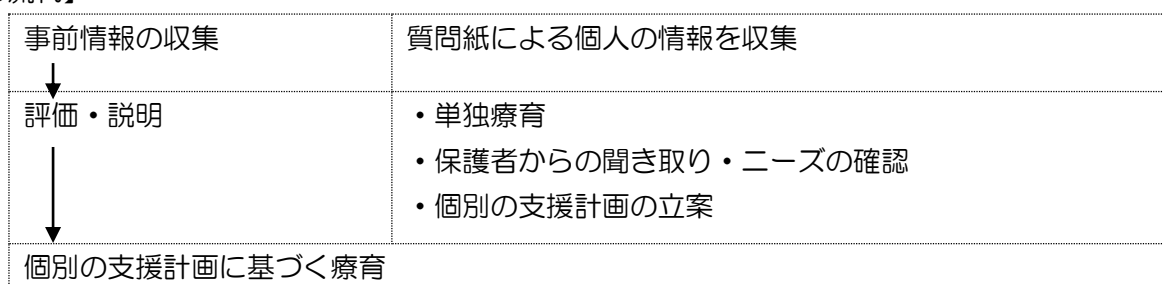 事前情報の収集 質問紙による個人の情報を収集
評価・説明 ・単独療育
・保護者からの聞き取り・ニーズの確認
・個別の支援計画の立案
個別の支援計画に基づく療育